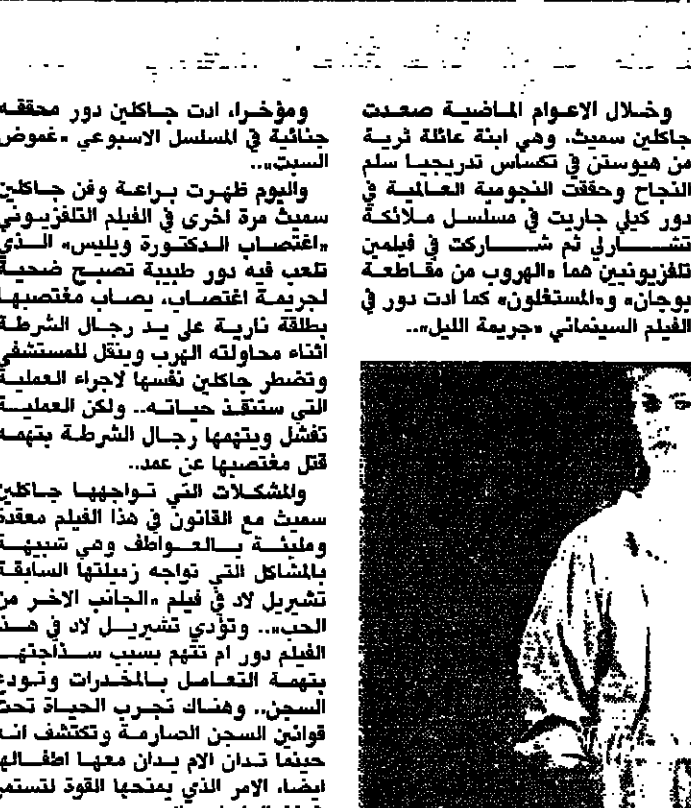 وخلال الاعوام الماضية صعدت
جاكلين سميث، وهي ابنة عائلة ثرية
من هيوستن في تكساس تدريجيا سلم
النجاح وحققت النجومية العالمية في
دور كيلي جاريت في مسلسل ملائكة
تشارلي ثم شاركت في فيلمين
تلفزيونيين هما «الهروب من مقاطعة
بوجان» و«المستغلون» كما ادت دور في
الفيلم السينمائي «جريمة الليل»..
ومؤخرا، ادت جاكلين دور محققه
جنائية في المسلسل الاسبوعي «غموض
السبت»..
واليوم ظهرت براعة وفن جاكلين
سميث مرة اخرى في الفيلم التلفزيوني
«اغتصاب الدكتورة ويليس» الذي
تلعب فيه دور طبيبة تصبح ضحية
لجريمة اغتصاب، يصاب مغتصبها
بطلقة نارية على يد رجال الشرطة
اثناء محاولته الهرب وينقل للمستشفى
وتضطر جاكلين نفسها لاجراء العملية
التي ستنقذ حياته.. ولكن العملية
تفشل ويتهمها رجال الشرطة بتهمه
قتل مغتصبها عن عمد..
والمشكلات التي تواجهها جاكلين
سميث مع القانون في هذا الفيلم معقدة
ومليئة بالعواطف وهي شبيهة
بالمشاكل التي تواجه زميلتها السابقة
تشيريل لاد في فيلم «الجانب الاخر من
الحب».. وتؤدي تشيريل لاد في هذا
الفيلم دور ام تتهم بسبب سذاجتها
بتهمة التعامل بالمخدرات وتودع
السجن.. وهناك تجرب الحياة تحت
قوانين السجن الصارمة وتكتشف انه
حينما تدان الام يدان معها اطفالها
ايضا، الامر الذي يمنحها القوة لتستمر